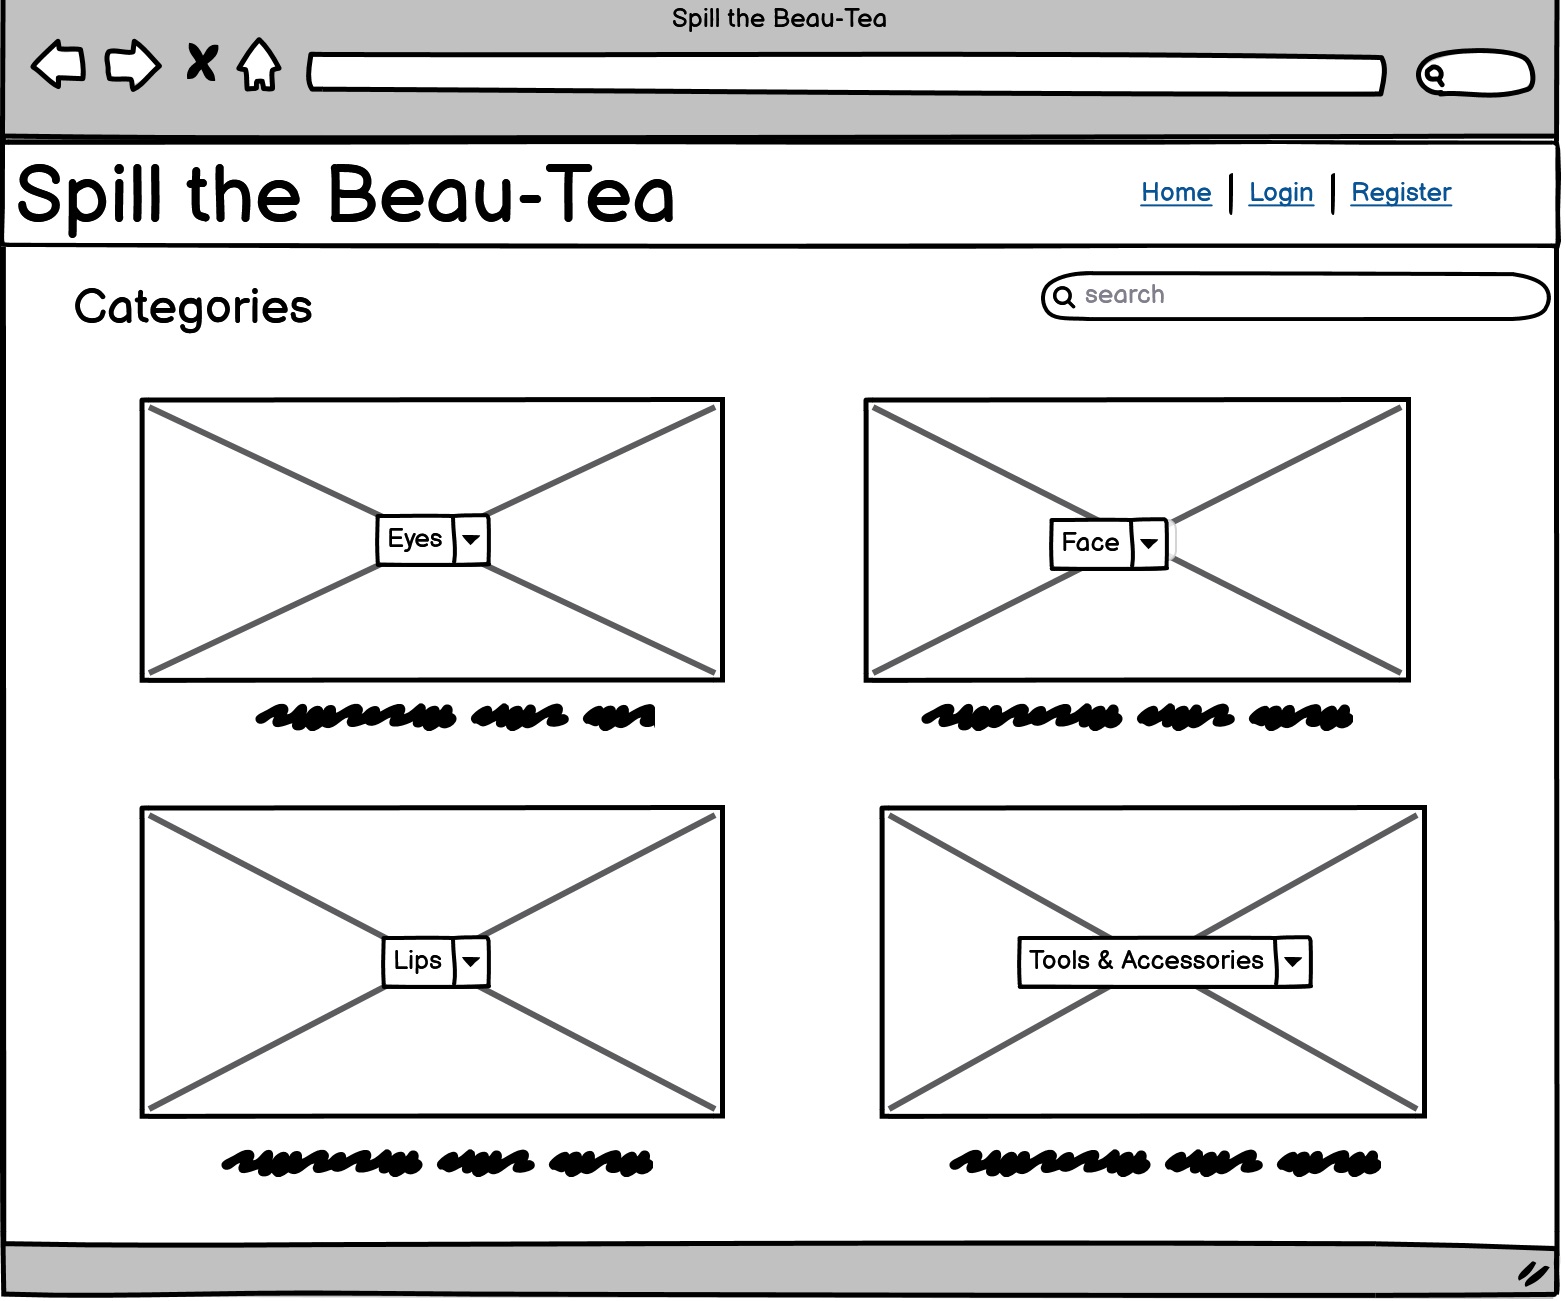 Spill the Beau-Tea
Spill the Beau-Tea
Home Login Register
Categories
search
Eyes
Face
Lips
Tools & Accessories